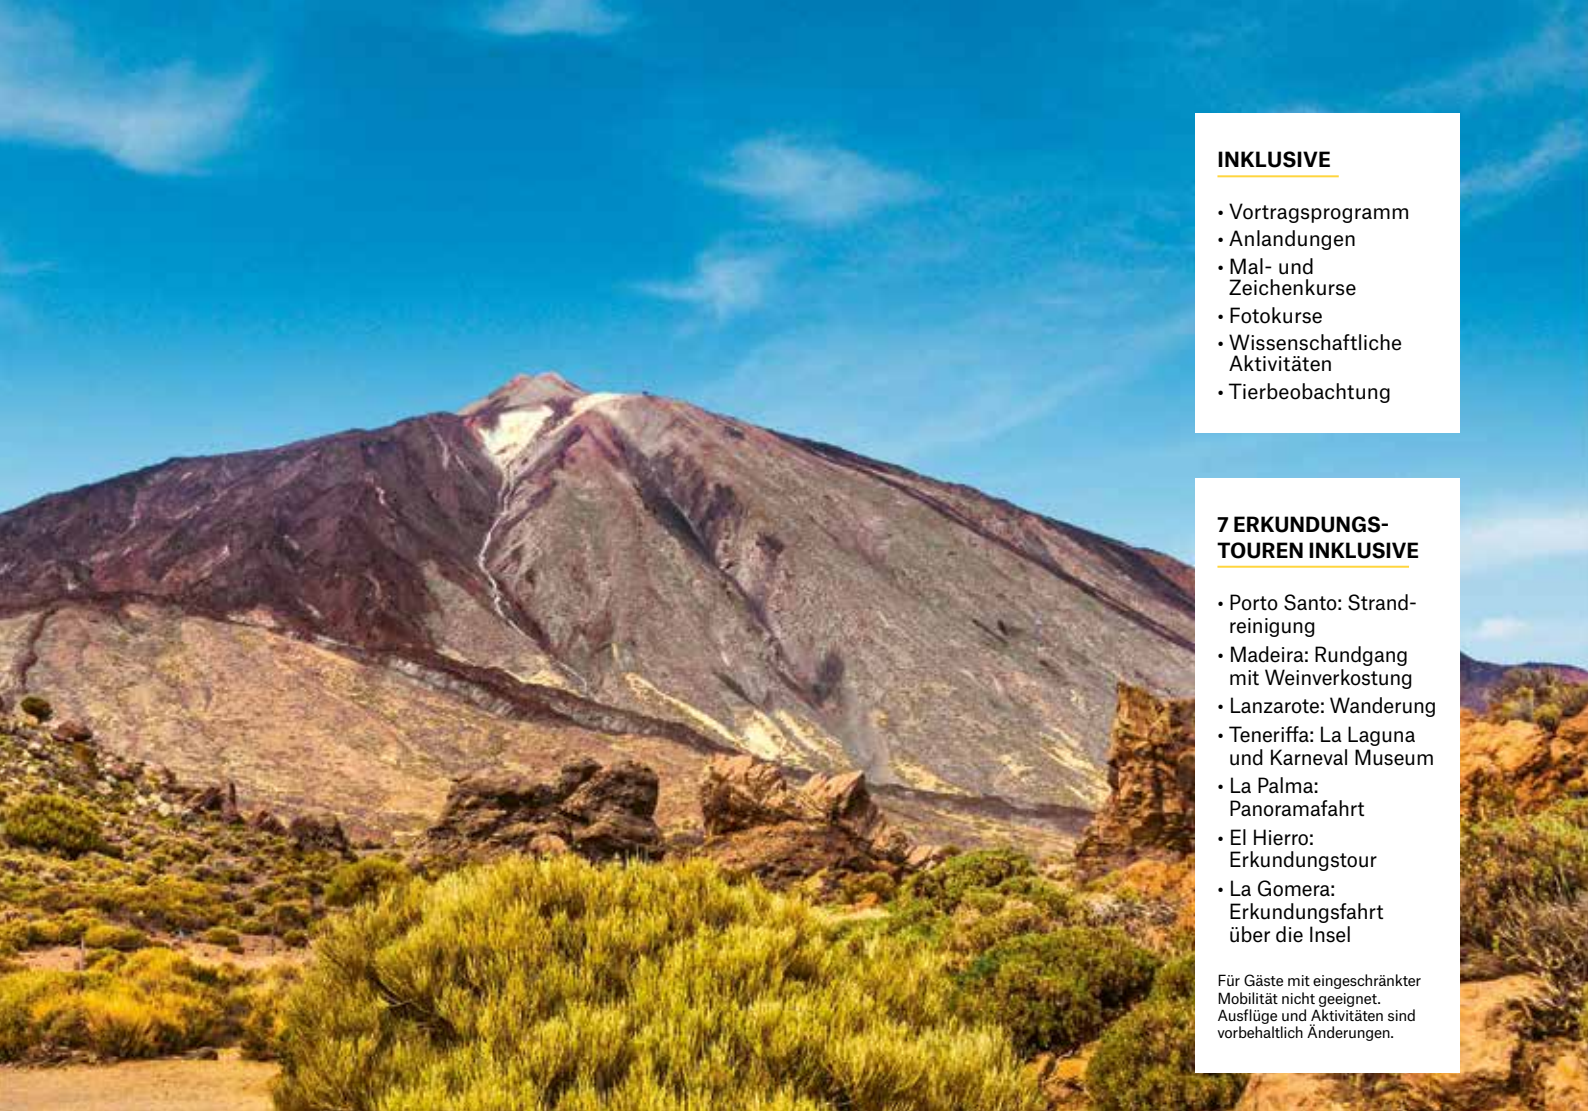 INKLUSIVE
• Vortragsprogramm
• Anlandungen
• Mal- und
Zeichenkurse
• Fotokurse
• Wissenschaftliche
Aktivitäten
• Tierbeobachtung
7 ERKUNDUNGS-
TOUREN INKLUSIVE
• Porto Santo: Strand-
reinigung
• Madeira: Rundgang
mit Weinverkostung
• Lanzarote: Wanderung
• Teneriffa: La Laguna
und Karneval Museum
• La Palma:
Panoramafahrt
• El Hierro:
Erkundungstour
• La Gomera:
Erkundungsfahrt
über die Insel
Für Gäste mit eingeschränkter
Mobilität nicht geeignet.
Ausflüge und Aktivitäten sind
vorbehaltlich Änderungen.